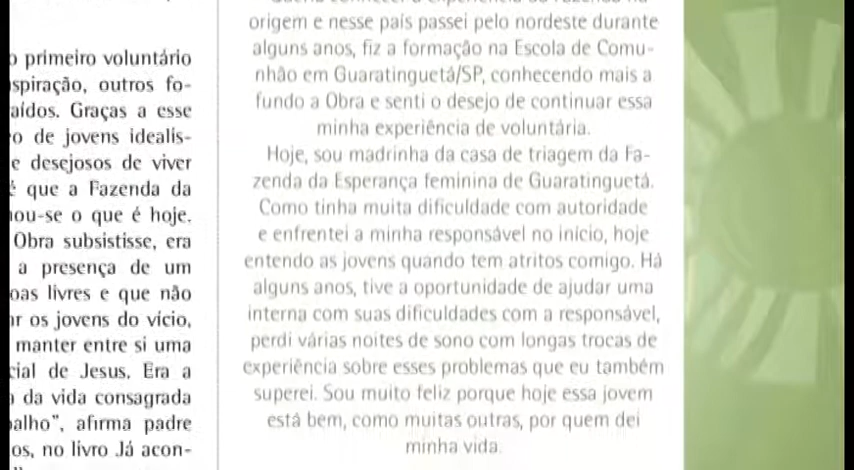 primeiro voluntário
outros fo-
Graças a esse
de jovens idealis-
e desejosos de viver
que a Fazenda da
que é hoje.
Obra subsistisse, era
a presença de um
livres e que não
os jovens do vício,
manter entre si uma
de Jesus. Era a
da vida consagrada
afirma padre
no livro Já acon-
origem e nesse país passei pelo nordeste durante
alguns anos, fiz a formação na Escola de Comu-
nhão em Guaratinguetá/SP, conhecendo mais a
fundo a Obra e senti o desejo de continuar essa
minha experiência de voluntária.
Hoje, sou madrinha da casa de triagem da Fa-
zenda da Esperança feminina de Guaratinguetá.
Como tinha muita dificuldade com autoridade
e enfrentei a minha responsável no início, hoje
entendo as jovens quando tem atritos comigo. Há
alguns anos, tive a oportunidade de ajudar uma
interna com suas dificuldades com a responsável,
perdi várias noites de sono com longas trocas de
experiência sobre esses problemas que eu também
superei. Sou muito feliz porque hoje essa jovem
está bem, como muitas outras, por quem dei
minha vida.